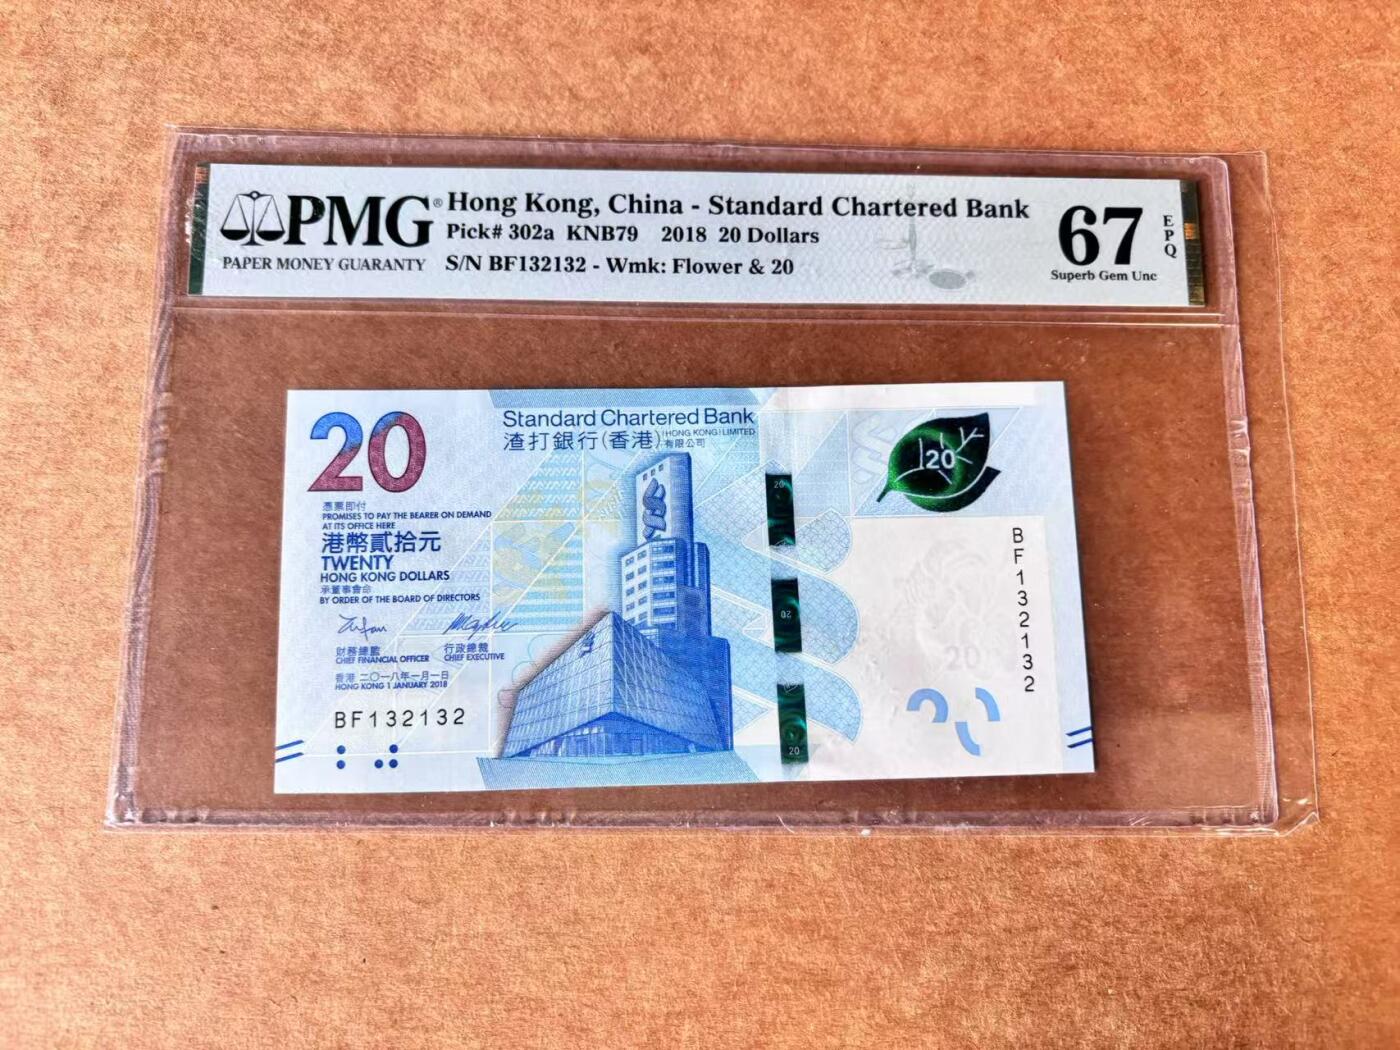 PMG®
PAPER MONEY GUARANTY
Hong Kong, China - Standard Chartered Bank
Pick# 302a KNB79 2018 20 Dollars
S/N BF132132 - Wmk: Flower & 20
67
EPQ
Superb Gem Unc
20
Standard Chartered Bank
(HONG KONG) LIMITED
渣打銀行(香港)有限公司
憑票即付
PROMISES TO PAY THE BEARER ON DEMAND
AT ITS OFFICE HERE
港幣貳拾元
TWENTY
HONG KONG DOLLARS
承董事會命
BY ORDER OF THE BOARD OF DIRECTORS
財務總監
CHIEF FINANCIAL OFFICER
行政總裁
CHIEF EXECUTIVE
香港 二〇一八年一月一日
HONG KONG 1 JANUARY 2018
BF132132
20
20
20
20
BF132132
20